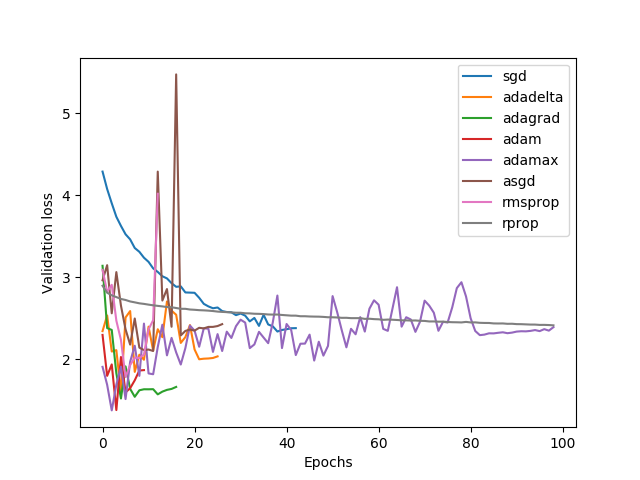 5
4
3
2
0
20
40
60
80
100
Validation loss
Epochs
sgd
adadelta
adagrad
adam
adamax
asgd
rmsprop
rprop